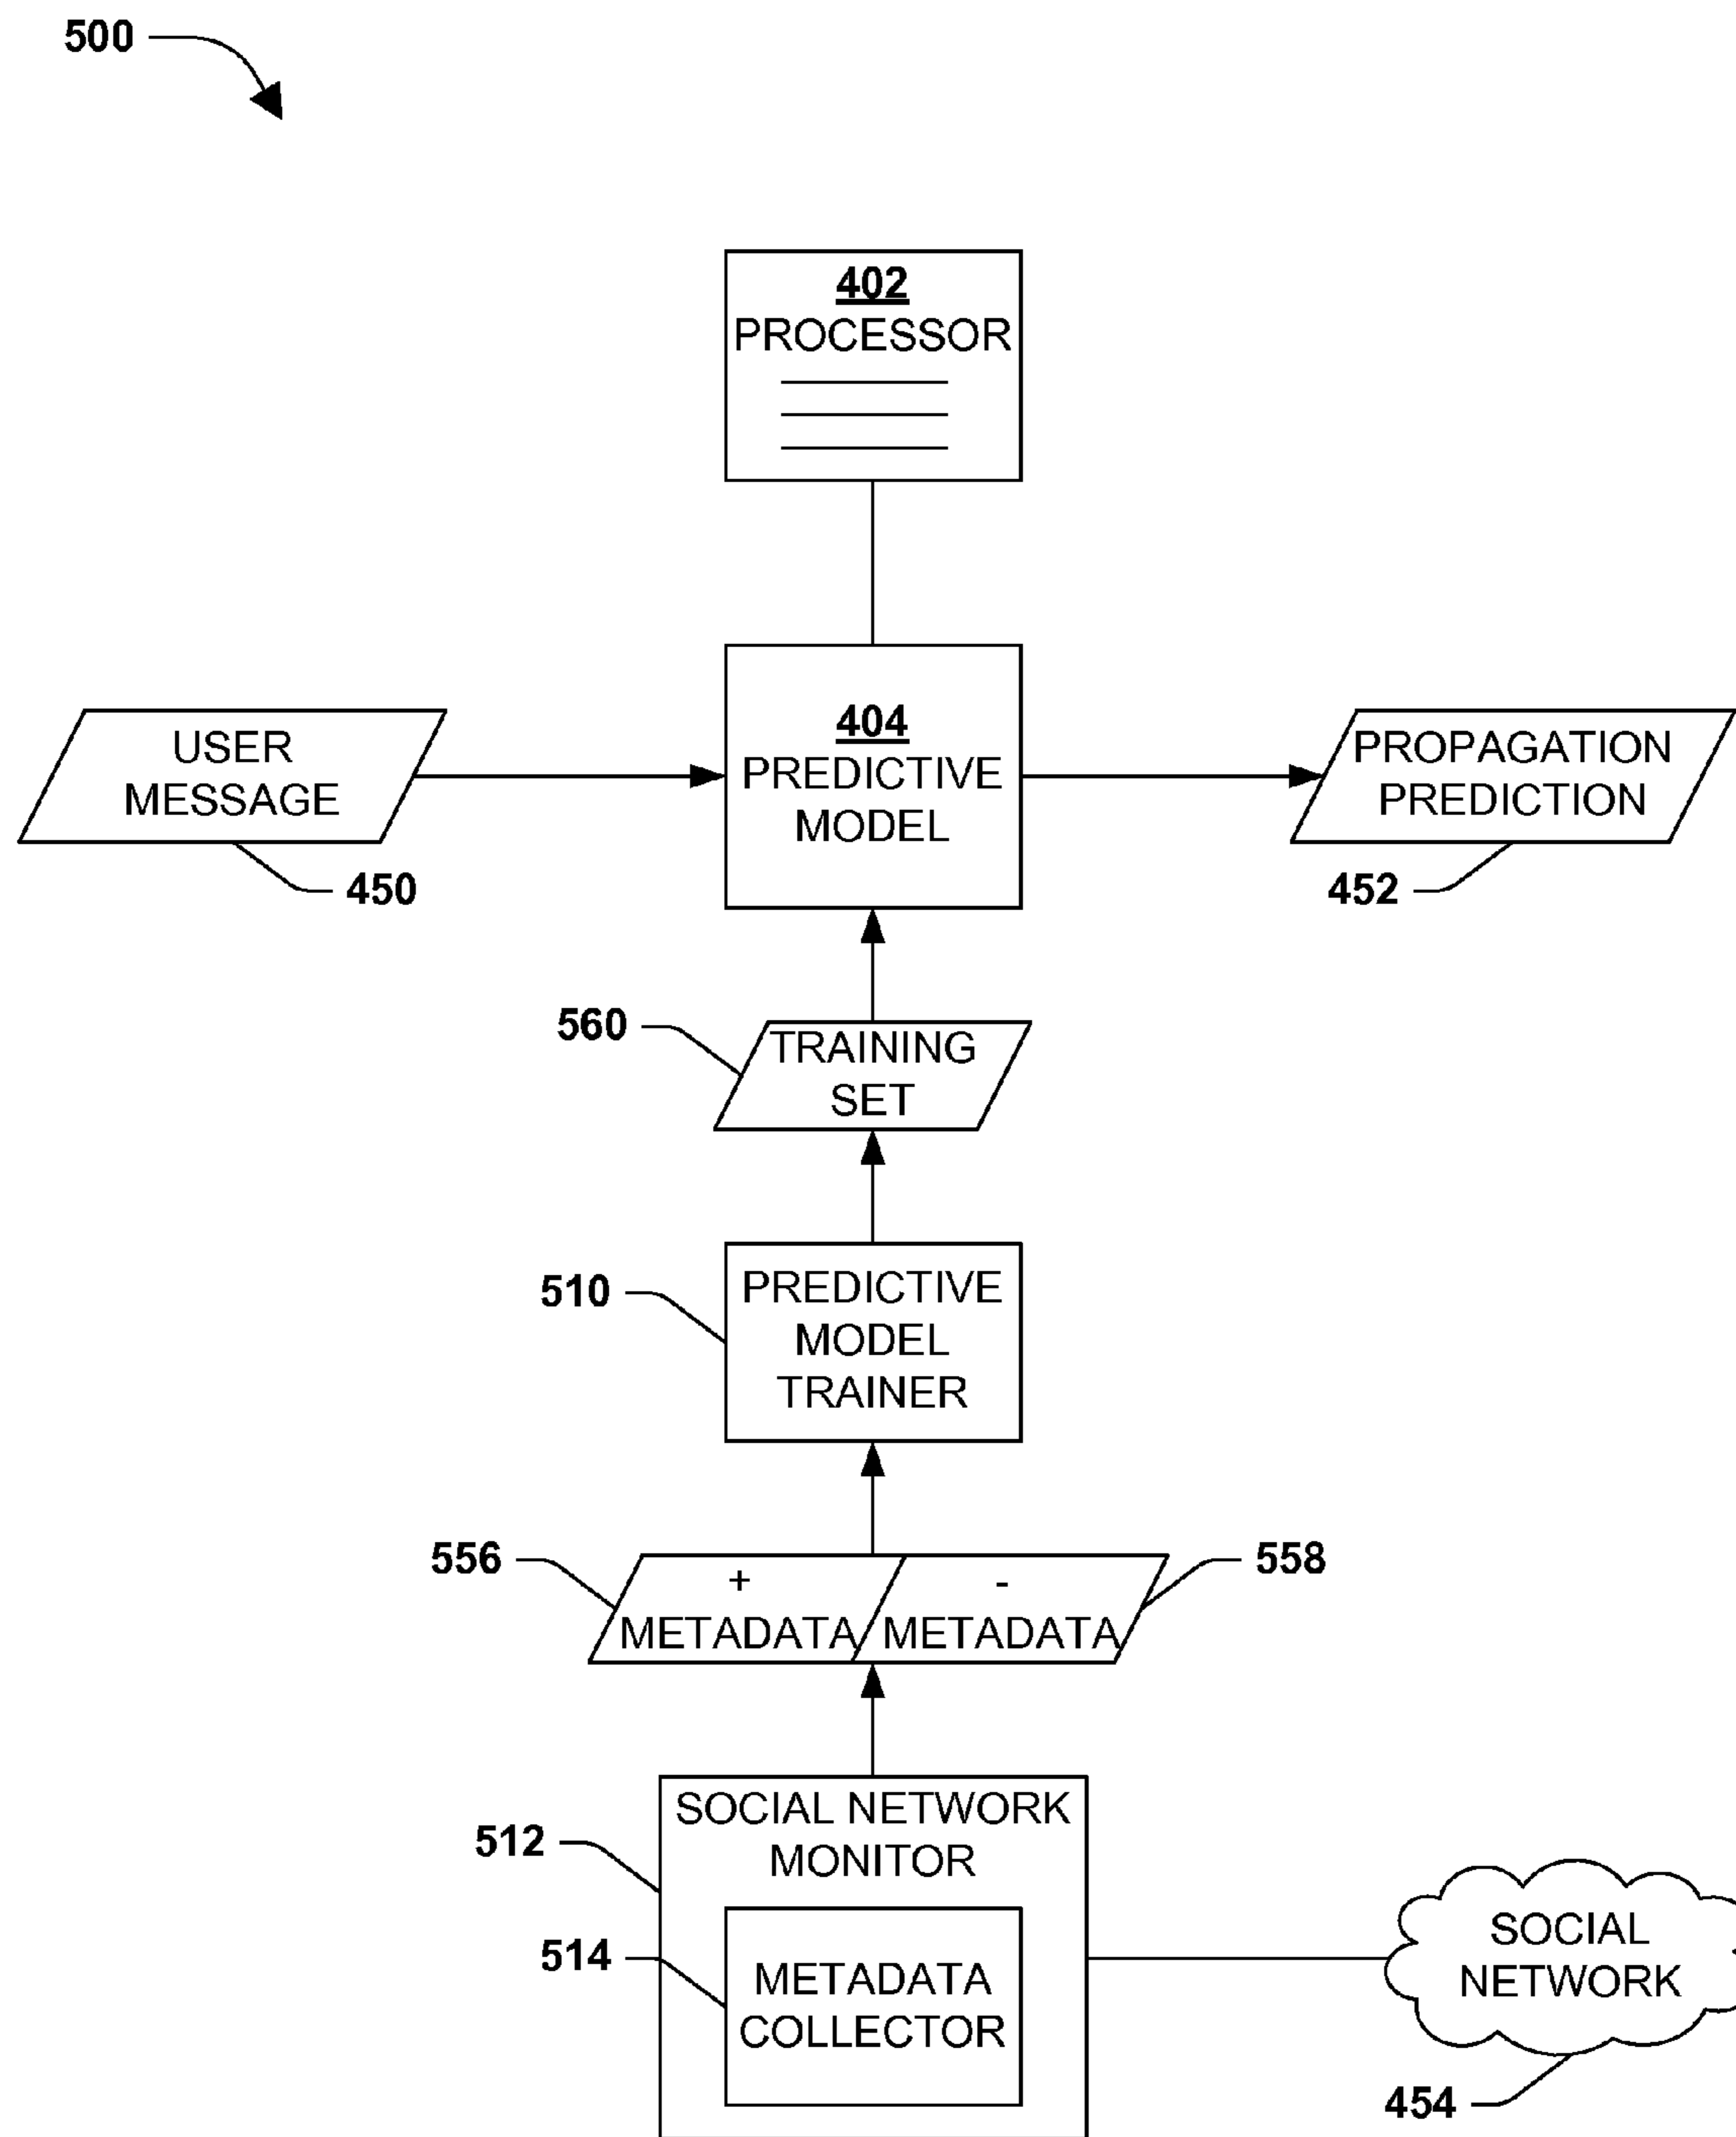 500
402
PROCESSOR
USER
MESSAGE
450
404
PREDICTIVE
MODEL
PROPAGATION
PREDICTION
452
560
TRAINING
SET
510
PREDICTIVE
MODEL
TRAINER
556
+
METADATA
-
METADATA
558
SOCIAL NETWORK
MONITOR
512
514
METADATA
COLLECTOR
SOCIAL
NETWORK
454